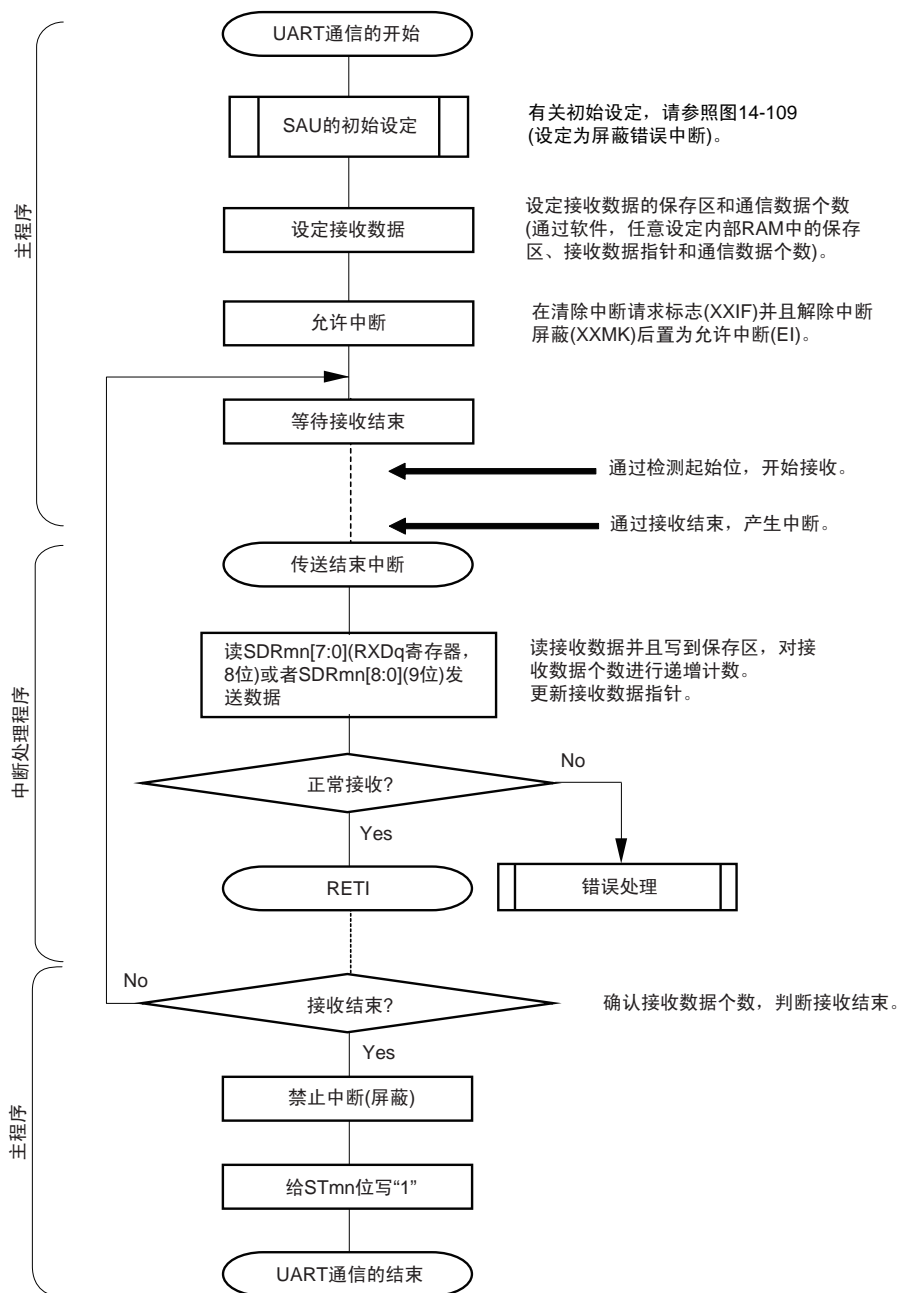 UART通信的开始
SAU的初始设定
有关初始设定，请参照图14-109
(设定为屏蔽错误中断)。
主程序
设定接收数据
设定接收数据的保存区和通信数据个数
(通过软件，任意设定内部RAM中的保存
区、接收数据指针和通信数据个数)。
允许中断
在清除中断请求标志(XXIF)并且解除中断
屏蔽(XXMK)后置为允许中断(EI)。
等待接收结束
通过检测起始位，开始接收。
通过接收结束，产生中断。
传送结束中断
读SDRmn[7:0](RXDq寄存器，
8位)或者SDRmn[8:0](9位)发
送数据
读接收数据并且写到保存区，对接
收数据个数进行递增计数。
更新接收数据指针。
中断处理程序
正常接收?
No
Yes
RETI
错误处理
No
接收结束?
确认接收数据个数，判断接收结束。
Yes
禁止中断(屏蔽)
主程序
给STmn位写“1”
UART通信的结束